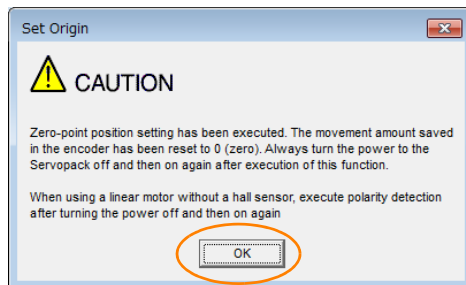 Set Origin
CAUTION
Zero-point position setting has been executed. The movement amount saved
in the encoder has been reset to 0 (zero). Always turn the power to the
Servopack off and then on again after execution of this function.
When using a linear motor without a hall sensor, execute polarity detection
after turning the power off and then on again
OK